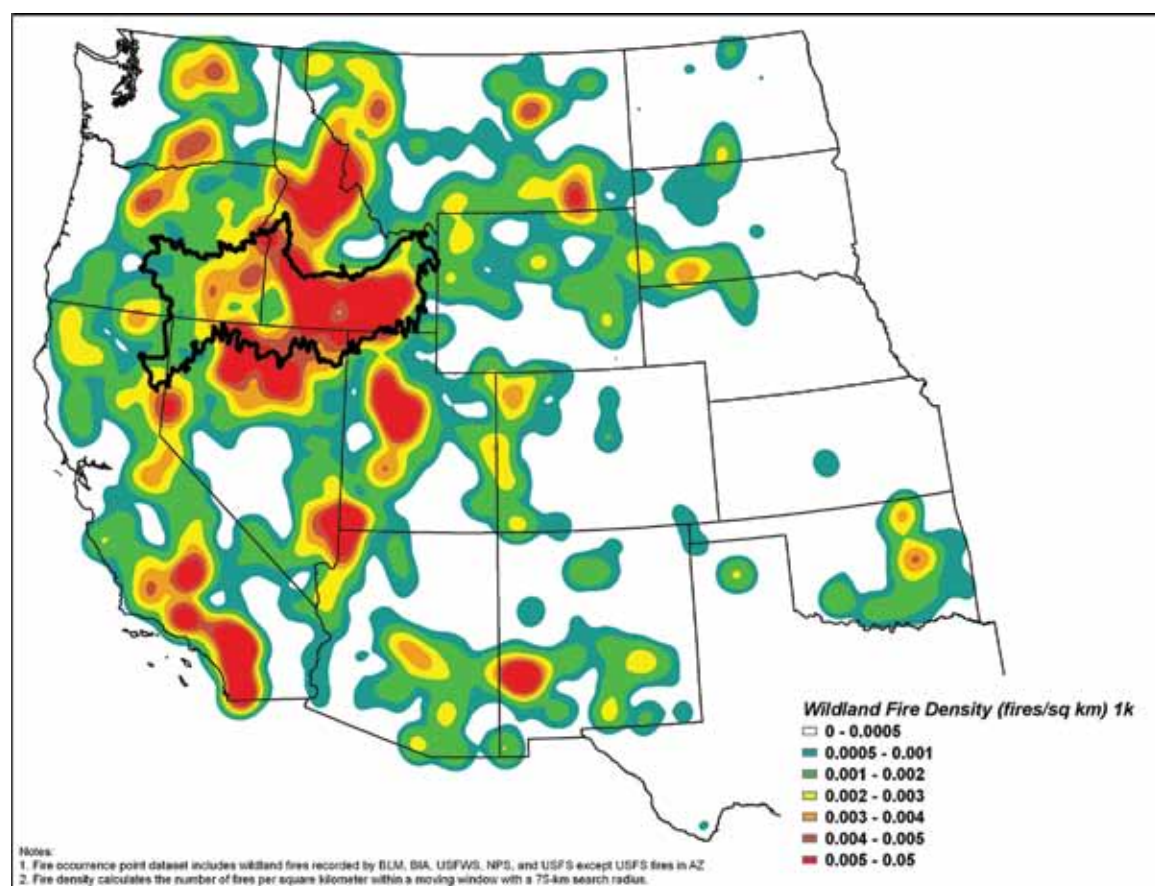 Wildland Fire Density (fires/sq km) 1k
0 - 0.0005
0.0005 - 0.001
0.001 - 0.002
0.002 - 0.003
0.003 - 0.004
0.004 - 0.005
0.005 - 0.05
Notes:
1. Fire occurrence point dataset includes wildland fires recorded by BLM, BIA, USFWS, NPS, and USFS except USFS fires in AZ
2. Fire density calculates the number of fires per square kilometer within a moving window with a 75-km search radius.